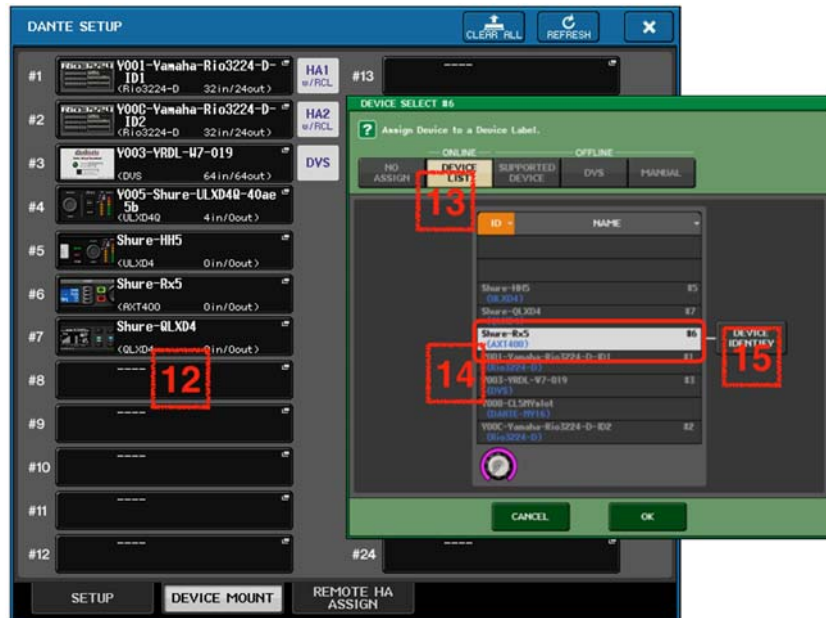 DANTE SETUP
CLEAR ALL
REFRESH
#1
Y001-Yamaha-Rio3224-D-
ID1
(Rio3224-D 32in/24out)
HA1
w/RCL
#13
----
#2
Y00C-Yamaha-Rio3224-D-
ID2
(Rio3224-D 32in/24out)
HA2
w/RCL
#3
Y003-YRDL-W7-019
(DVS 64in/64out)
DVS
#4
Y005-Shure-ULXD4Q-40ae
5b
(ULXD4Q 4in/0out)
#5
Shure-HH5
(ULXD4 0in/0out)
#6
Shure-Rx5
(AXT400 0in/0out)
#7
Shure-QLXD4
(QLXD4 0in/0out)
#8
----
12
#9
----
#10
----
#11
----
#12
----
#24
SETUP
DEVICE MOUNT
REMOTE HA
ASSIGN
DEVICE SELECT #6
? Assign Device to a Device Label.
ONLINE
OFFLINE
NO
ASSIGN
DEVICE
LIST
SUPPORTED
DEVICE
DVS
MANUAL
13
ID
NAME
Shure-HH5 #5
(ULXD4)
Shure-QLXD4 #7
Shure-Rx5 #6
(AXT400)
DEVICE
IDENTIFY
14
15
Y001-Yamaha-Rio3224-D-ID1 #1
(Rio3224-D)
Y003-YRDL-W7-019 #3
(DVS)
Y000-CL5MYslot
(DANTE-MY16)
Y00C-Yamaha-Rio3224-D-ID2 #2
(Rio3224-D)
CANCEL
OK